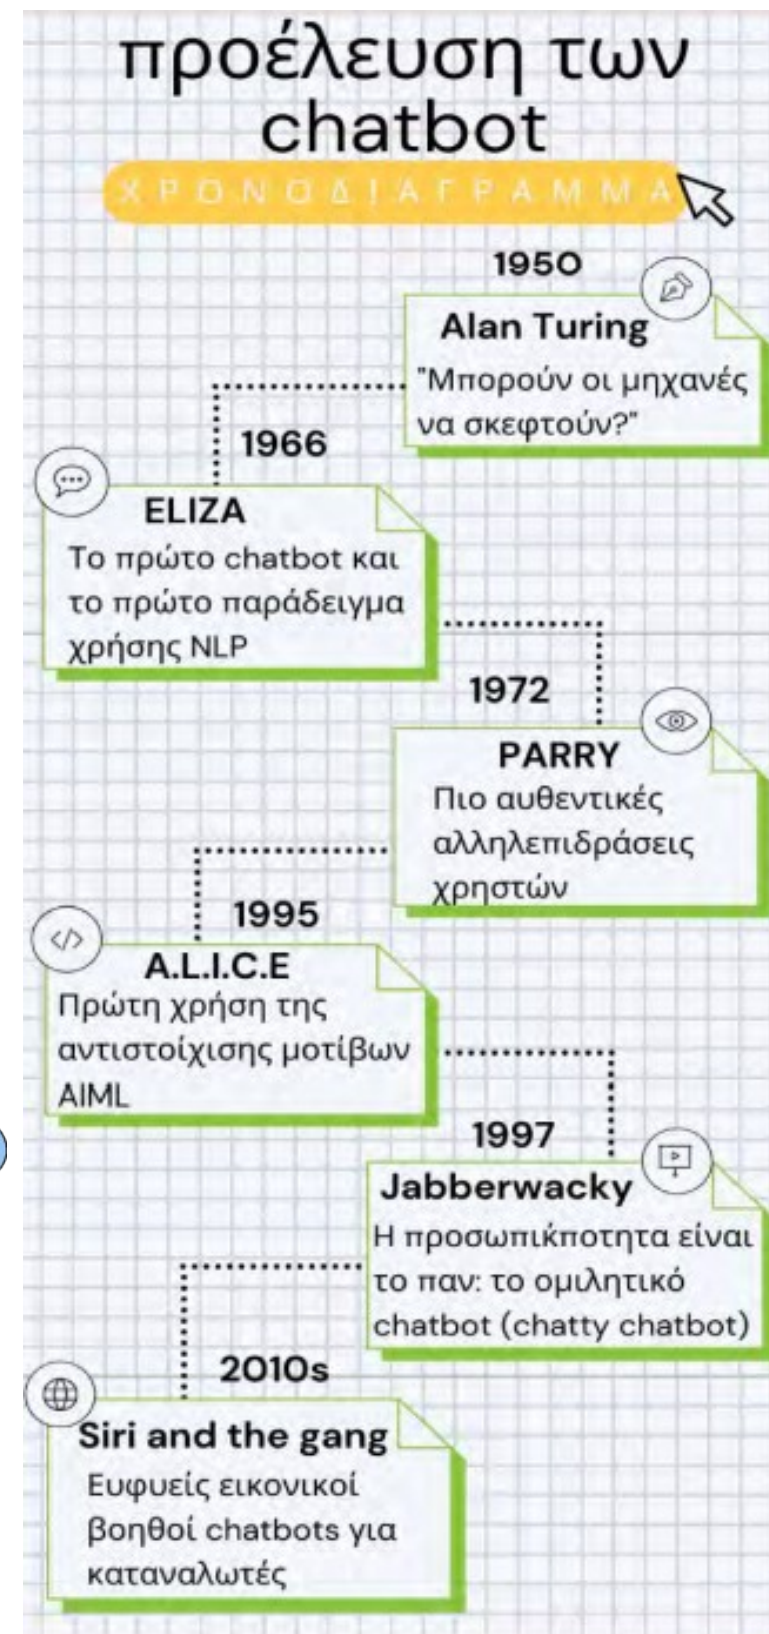 προέλευση των
chatbot
ΧΡΟΝΟΔΙΑΓΡΑΜΜΑ
1950
Alan Turing
"Μπορούν οι μηχανές
να σκεφτούν?"
1966
ELIZA
Το πρώτο chatbot και
το πρώτο παράδειγμα
χρήσης NLP
1972
PARRY
Πιο αυθεντικές
αλληλεπιδράσεις
χρηστών
1995
A.L.I.C.E
Πρώτη χρήση της
αντιστοίχισης μοτίβων
AIML
1997
Jabberwacky
Η προσωπικποτητα είναι
το παν: το ομιλητικό
chatbot (chatty chatbot)
2010s
Siri and the gang
Ευφυείς εικονικοί
βοηθοί chatbots για
καταναλωτές